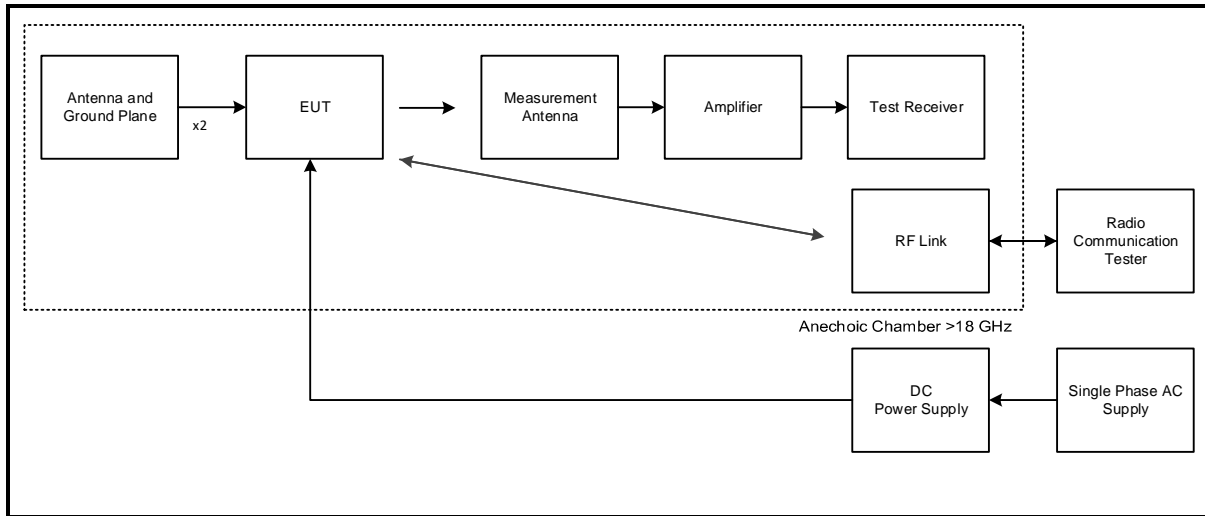 Antenna and
Ground Plane
x2
EUT
Measurement
Antenna
Amplifier
Test Receiver
RF Link
Radio
Communication
Tester
Anechoic Chamber >18 GHz
DC
Power Supply
Single Phase AC
Supply